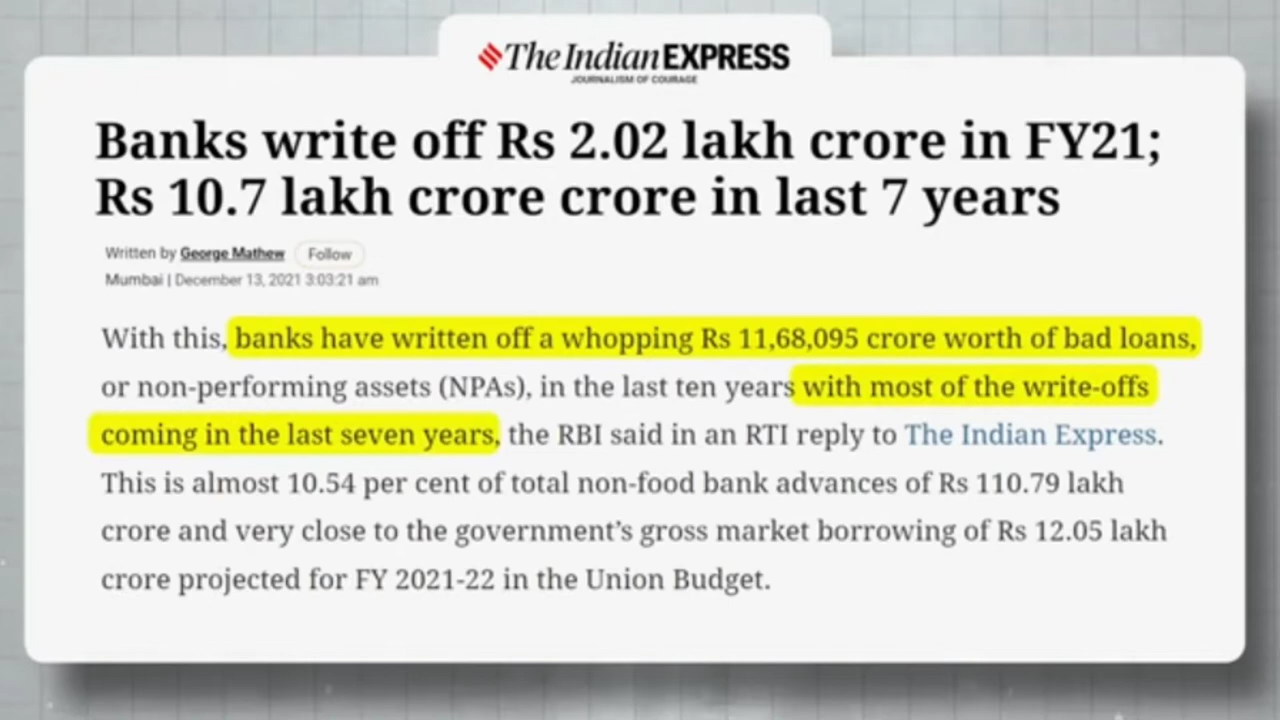 The Indian EXPRESS
JOURNALISM OF COURAGE
Banks write off Rs 2.02 lakh crore in FY21;
Rs 10.7 lakh crore crore in last 7 years
Written by George Mathew Follow
Mumbai | December 13, 2021 3:03:21 am
With this, banks have written off a whopping Rs 11,68,095 crore worth of bad loans,
or non-performing assets (NPAs), in the last ten years with most of the write-offs
coming in the last seven years, the RBI said in an RTI reply to The Indian Express.
This is almost 10.54 per cent of total non-food bank advances of Rs 110.79 lakh
crore and very close to the government’s gross market borrowing of Rs 12.05 lakh
crore projected for FY 2021-22 in the Union Budget.